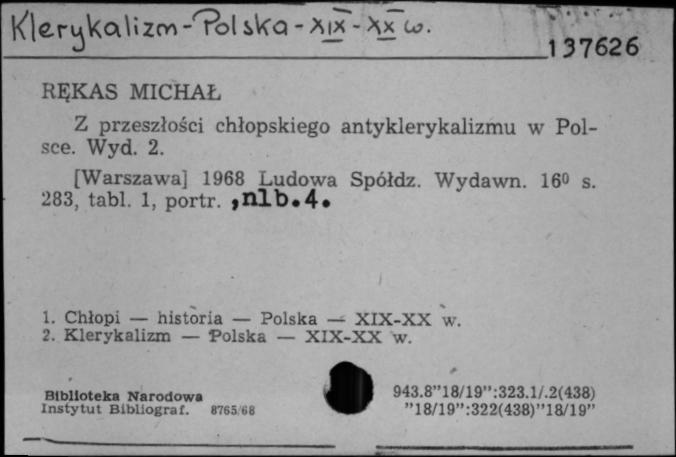 Klerykalizm-Polska-XIX-XX w.
137626
RĘKAS MICHAŁ
Z przeszłości chłopskiego antyklerykalizmu w Pol-
sce. Wyd. 2.
[Warszawa] 1968 Ludowa Spółdz. Wydawn. 16⁰ s.
283, tabl. 1, portr. ,nlb.4.
1. Chłopi — historia — Polska — XIX-XX w.
2. Klerykalizm — Polska — XIX-XX w.
Biblioteka Narodowa
Instytut Bibliograf. 8765/68
943.8”18/19”:323.1/.2(438)
”18/19”:322(438)”18/19”